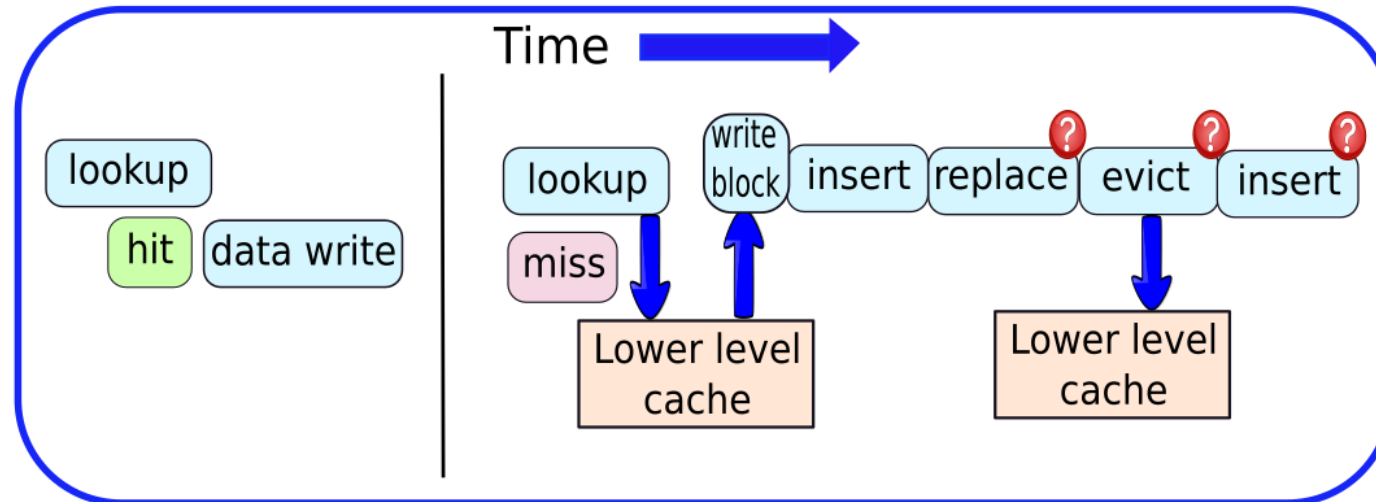 Time
lookup
hit
data write
lookup
miss
write
block
insert
replace
?
evict
?
insert
?
Lower level
cache
Lower level
cache